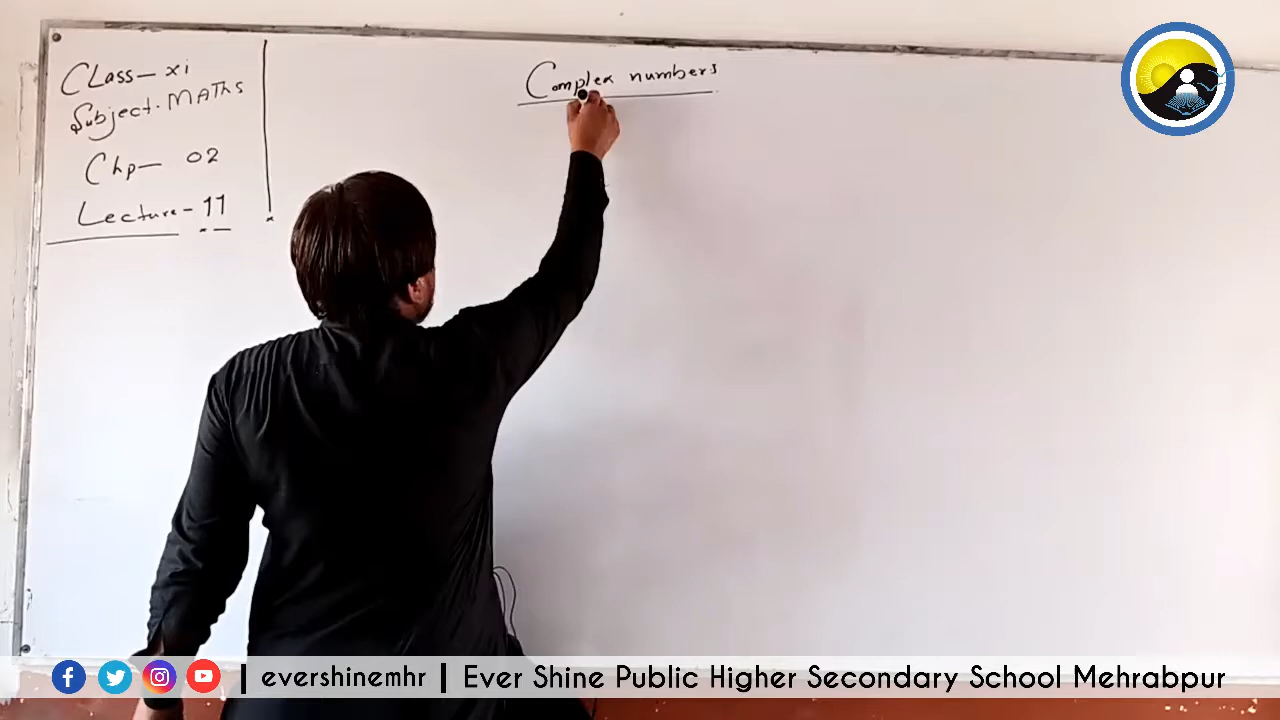 CLass- xi
Subject. MATHs
Chp- 02
Lecture- 11
Complex numbers
| evershinemhr | Ever Shine Public Higher Secondary School Mehrabpur